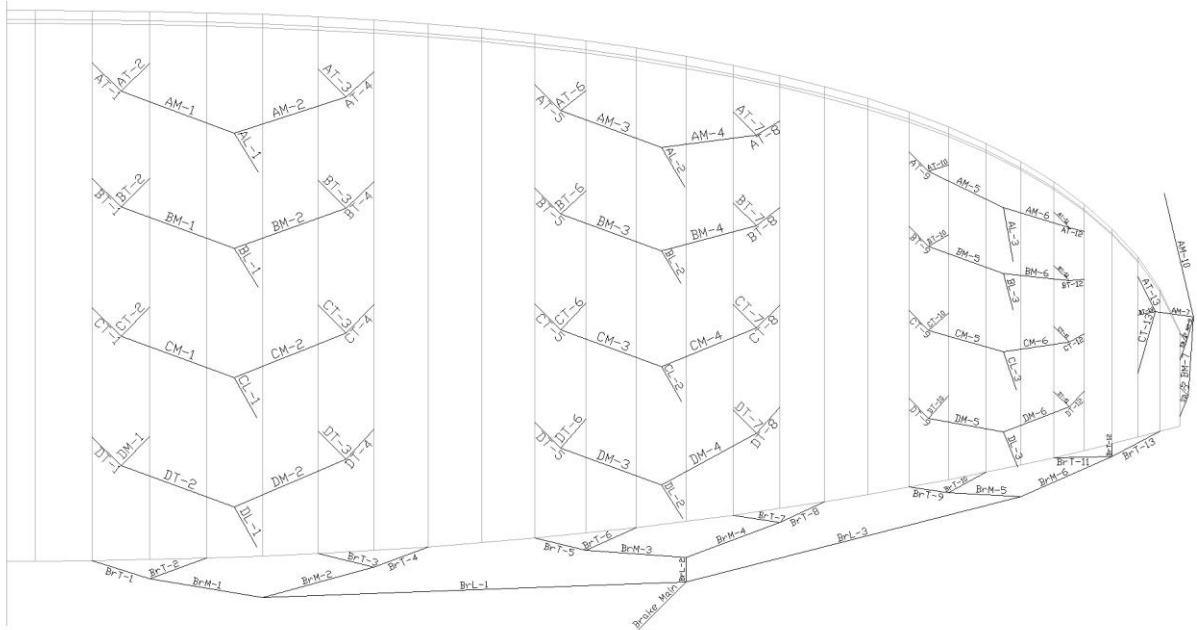 AT-1
AT-2
AM-1
AM-2
AT-3
AT-4
AL-1
AT-5
AT-6
AM-3
AM-4
AT-7
AT-8
AL-2
AT-9
AT-10
AM-5
AM-6
AT-12
AL-3
AM-10
BT-1
BT-2
BM-1
BM-2
BT-3
BT-4
BL-1
BT-5
BT-6
BM-3
BM-4
BT-7
BT-8
BL-2
BT-9
BT-10
BM-5
BM-6
BT-12
BL-3
AT-13
AM-7
CT-13
BM-7
CT-1
CT-2
CM-1
CM-2
CT-3
CT-4
CL-1
CT-5
CT-6
CM-3
CM-4
CT-7
CT-8
CL-2
CT-9
CT-10
CM-5
CM-6
CT-12
CL-3
DT-1
DM-1
DT-2
DM-2
DT-3
DT-4
DL-1
DT-5
DT-6
DM-3
DM-4
DT-7
DT-8
DL-2
DT-9
DT-10
DM-5
DM-6
DT-12
DL-3
BrT-1
BrT-2
BrM-1
BrM-2
BrT-3
BrT-4
BrL-1
BrT-5
BrT-6
BrM-3
BrL-2
BrM-4
BrT-7
BrT-8
BrL-3
BrT-9
BrT-10
BrM-5
BrM-6
BrT-11
BrT-12
BrT-13
Brake Main